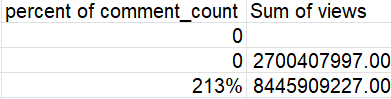 percent of comment_count Sum of views
0
0 2700407997.00
213% 8445909227.00